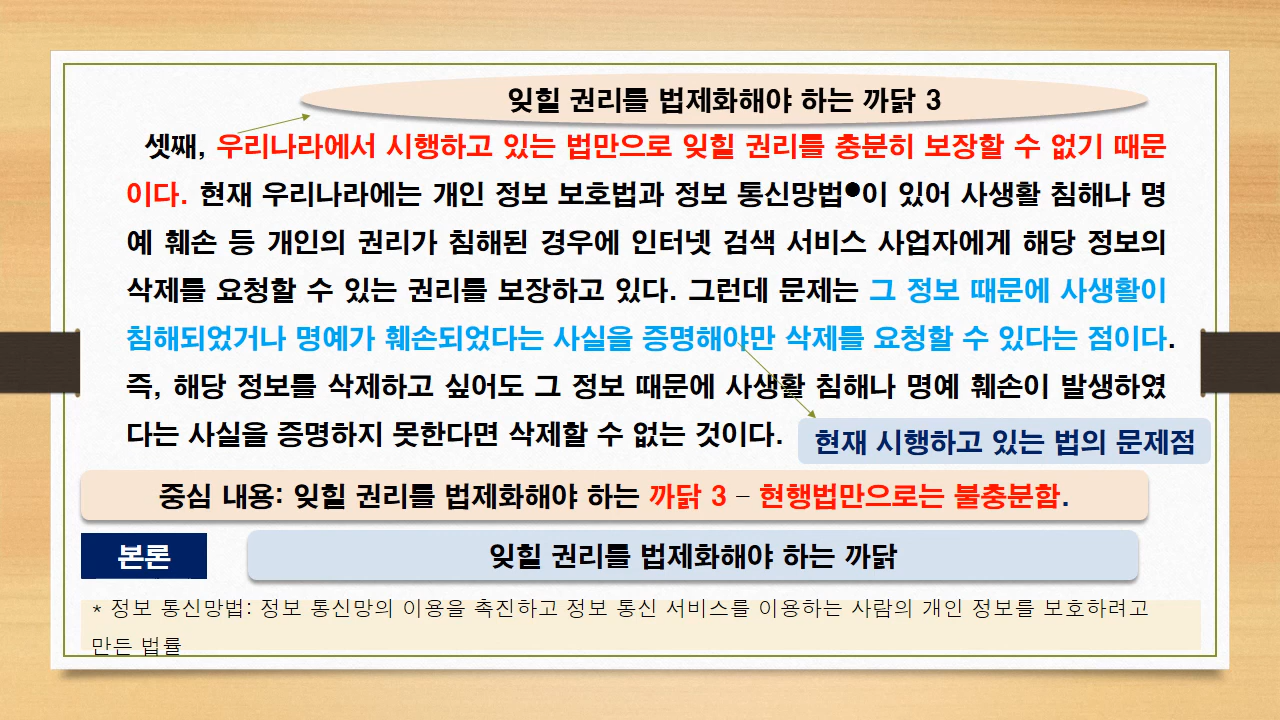 잊힐 권리를 법제화해야 하는 까닭 3
셋째, 우리나라에서 시행하고 있는 법만으로 잊힐 권리를 충분히 보장할 수 없기 때문
이다. 현재 우리나라에는 개인 정보 보호법과 정보 통신망법●이 있어 사생활 침해나 명
예 훼손 등 개인의 권리가 침해된 경우에 인터넷 검색 서비스 사업자에게 해당 정보의
삭제를 요청할 수 있는 권리를 보장하고 있다. 그런데 문제는 그 정보 때문에 사생활이
침해되었거나 명예가 훼손되었다는 사실을 증명해야만 삭제를 요청할 수 있다는 점이다.
즉, 해당 정보를 삭제하고 싶어도 그 정보 때문에 사생활 침해나 명예 훼손이 발생하였
다는 사실을 증명하지 못한다면 삭제할 수 없는 것이다.
현재 시행하고 있는 법의 문제점
중심 내용: 잊힐 권리를 법제화해야 하는 까닭 3 – 현행법만으로는 불충분함.
본론
잊힐 권리를 법제화해야 하는 까닭
* 정보 통신망법: 정보 통신망의 이용을 촉진하고 정보 통신 서비스를 이용하는 사람의 개인 정보를 보호하려고
만든 법률